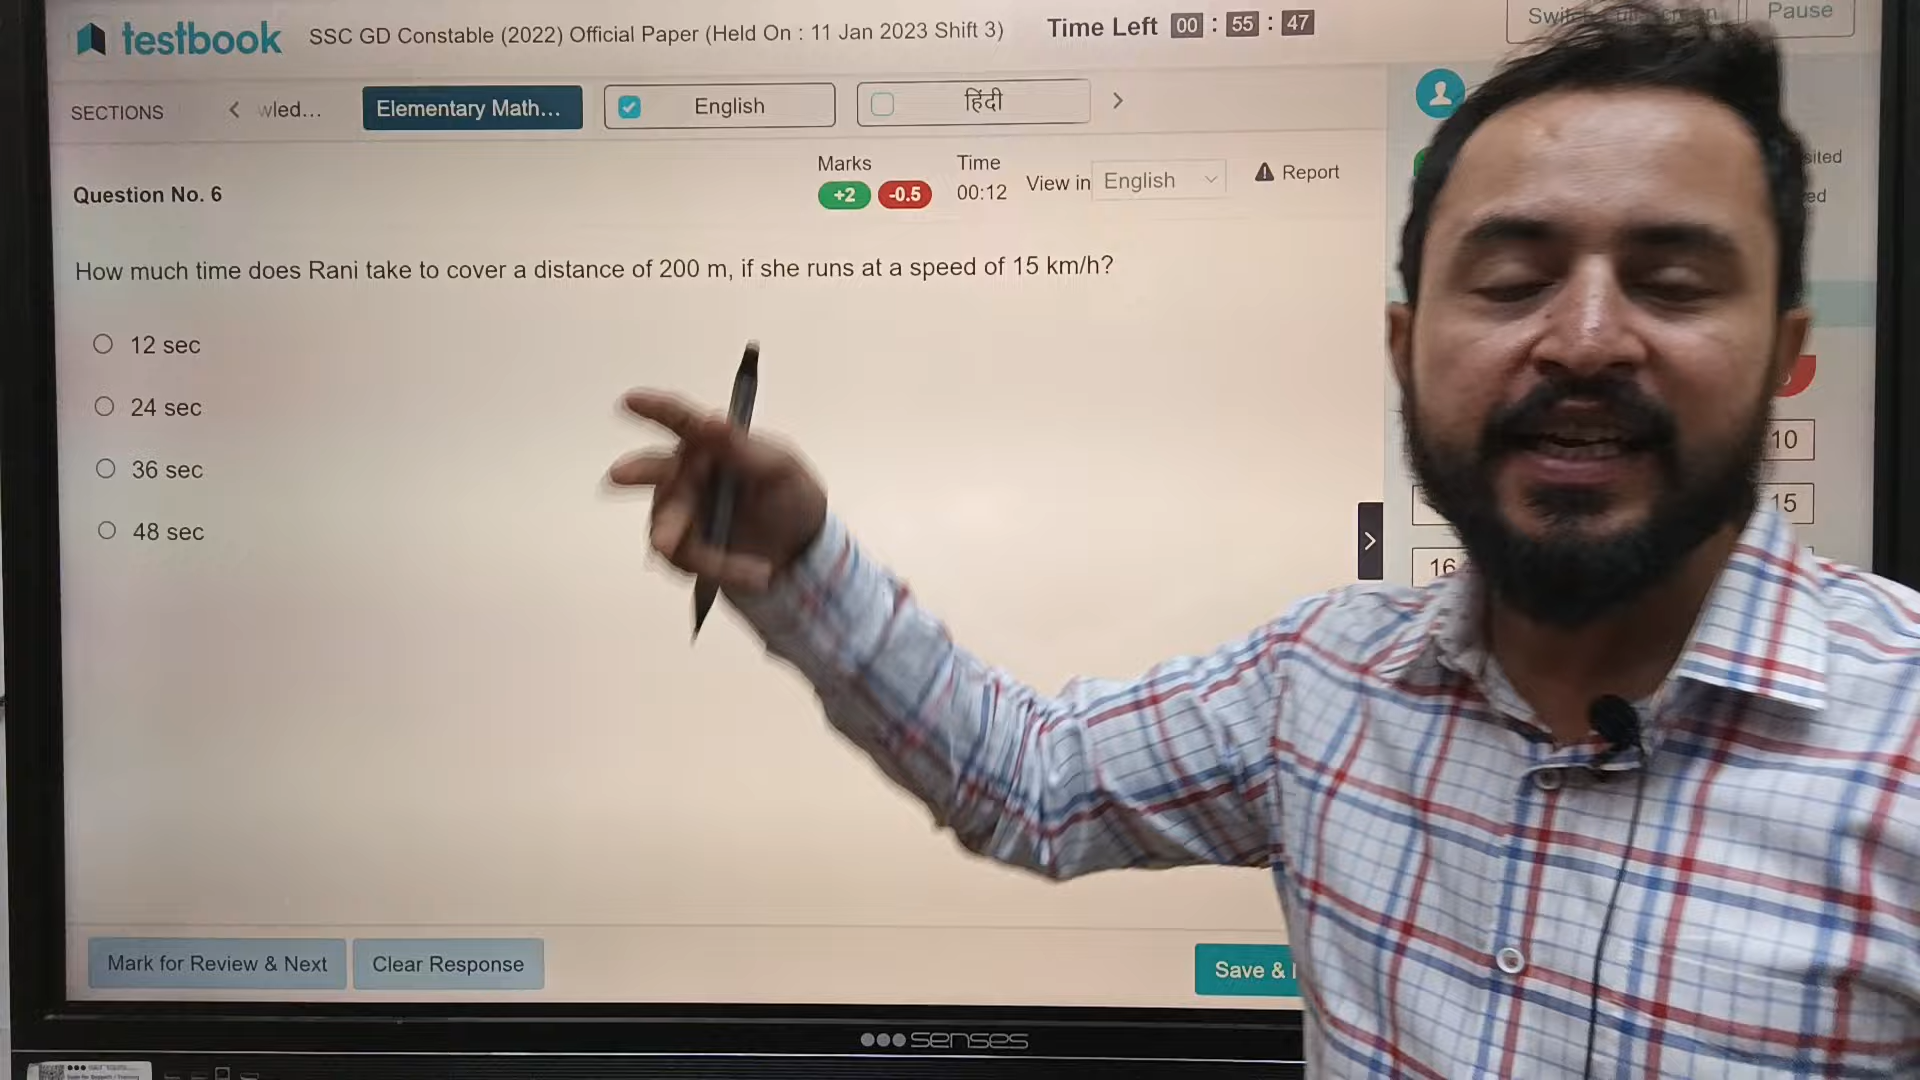 testbook SSC GD Constable (2022) Official Paper (Held On : 11 Jan 2023 Shift 3) Time Left 00 : 55 : 47 Pause
SECTIONS wled... Elementary Math... English हिंदी
Question No. 6 Marks +2 -0.5 Time 00:12 View in English Report
How much time does Rani take to cover a distance of 200 m, if she runs at a speed of 15 km/h?
12 sec
24 sec
36 sec
48 sec
10
15
16
Mark for Review & Next Clear Response Save &
senses